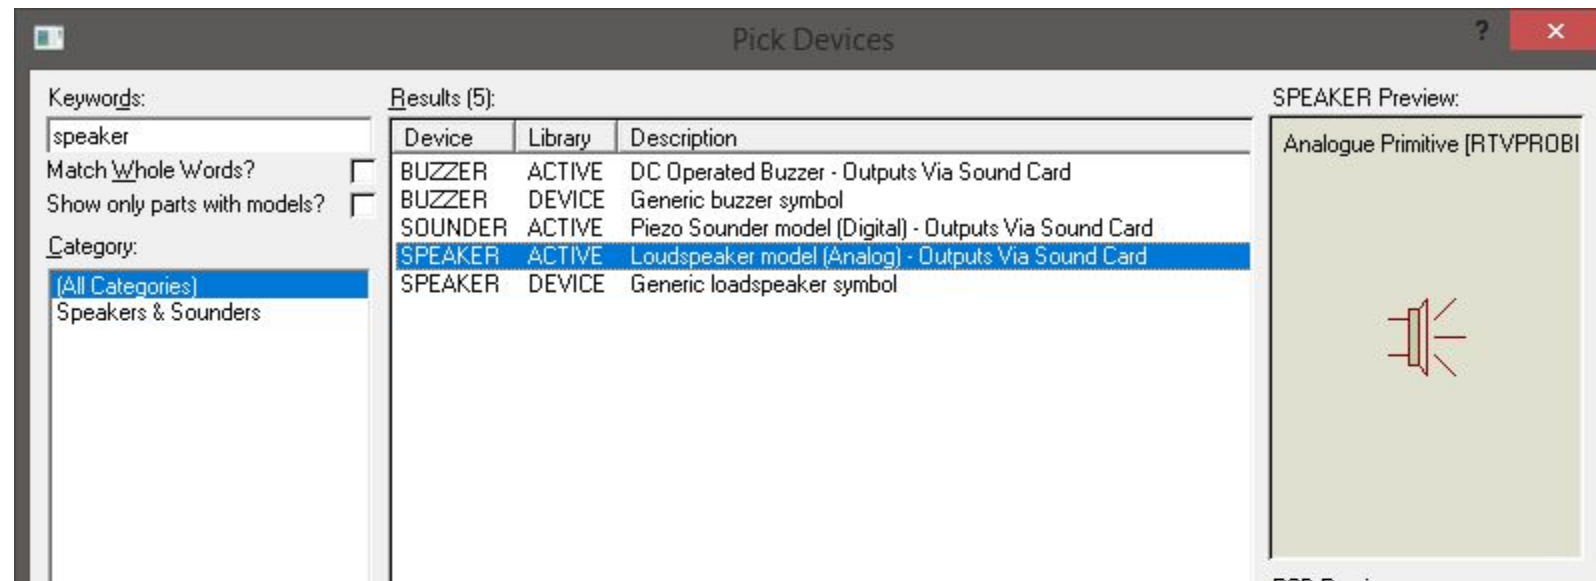 Pick Devices
?
Keywords:
speaker
Match Whole Words?
Show only parts with models?
Category:
(All Categories)
Speakers & Sounders
Results (5):
Device Library Description
BUZZER ACTIVE DC Operated Buzzer - Outputs Via Sound Card
BUZZER DEVICE Generic buzzer symbol
SOUNDER ACTIVE Piezo Sounder model (Digital) - Outputs Via Sound Card
SPEAKER ACTIVE Loudspeaker model (Analog) - Outputs Via Sound Card
SPEAKER DEVICE Generic loadspeaker symbol
SPEAKER Preview:
Analogue Primitive [RTVPROBI